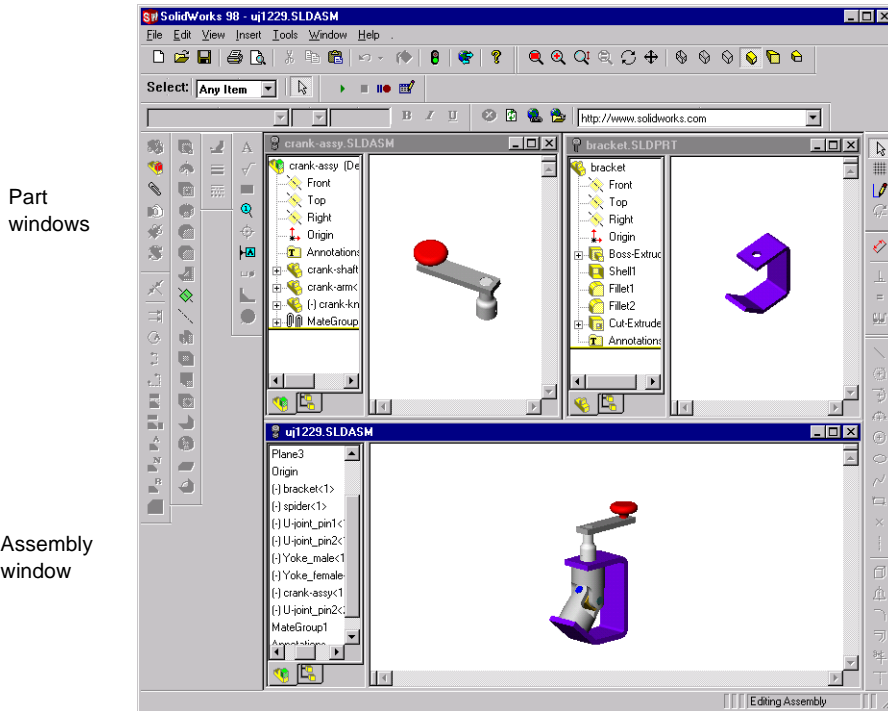 SW SolidWorks 98 - uj1229.SLDASM
File Edit View Insert Tools Window Help .
Select: Any Item
B I U http://www.solidworks.com
Part
windows
crank-assy.SLDASM
crank-assy (De
Front
Top
Right
Origin
Annotations
crank-shaft
crank-arm<
(-) crank-kn
MateGroup
bracket.SLDPRT
bracket
Front
Top
Right
Origin
Boss-Extruc
Shell1
Fillet1
Fillet2
Cut-Extrude
Annotations
Assembly
window
uj1229.SLDASM
Plane3
Origin
(-) bracket<1>
(-) spider<1>
(-) U-joint_pin1<
(-) U-joint_pin2<
(-) Yoke_male<1
(-) Yoke_female
(-) crank-assy<1
(-) U-joint_pin2<
MateGroup1
Annotations
Editing Assembly